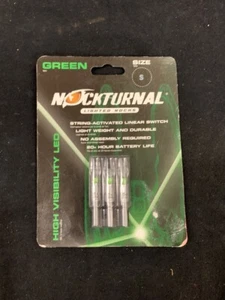 GREEN
SIZE
S
NOCKTURNAL
LIGHTED NOCKS
STRING-ACTIVATED LINEAR SWITCH
LIGHT WEIGHT AND DURABLE
NO ASSEMBLY REQUIRED
20+ HOUR BATTERY LIFE
HIGH VISIBILITY LED